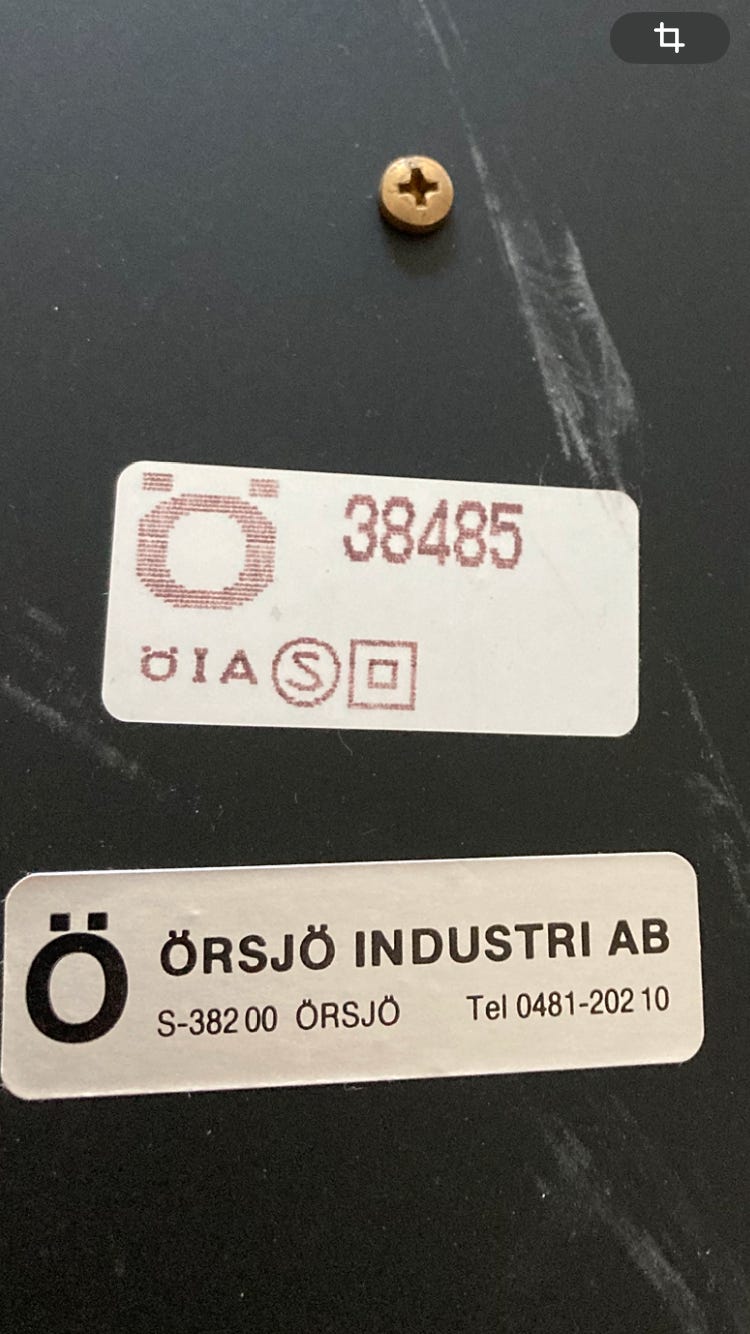 Ö 38485
ÖIA S
Ö ÖRSJÖ INDUSTRI AB
S-382 00 ÖRSJÖ Tel 0481-202 10